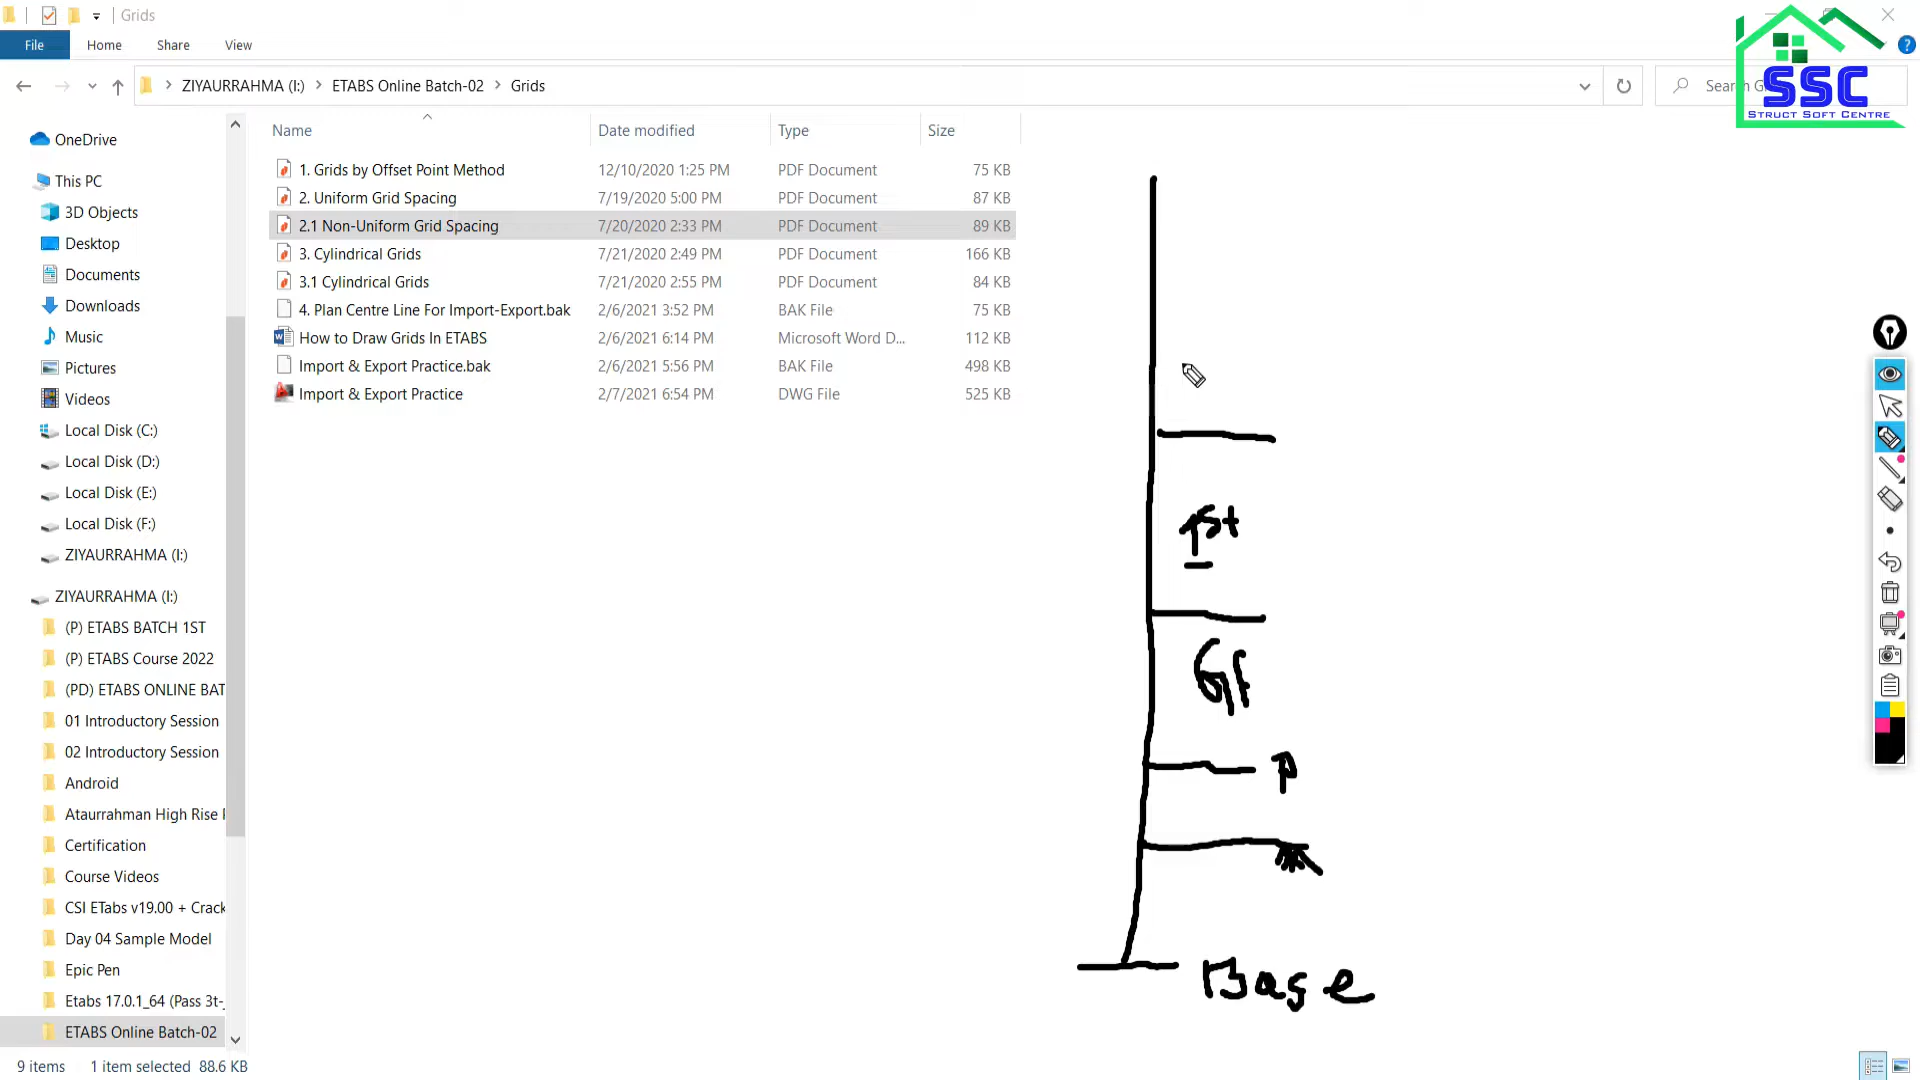 Grids
File Home Share View
ZIYAURRAHMA (I:) ETABS Online Batch-02 Grids
SSC
STRUCT SOFT CENTRE
Name Date modified Type Size
1. Grids by Offset Point Method 12/10/2020 1:25 PM PDF Document 75 KB
2. Uniform Grid Spacing 7/19/2020 5:00 PM PDF Document 87 KB
2.1 Non-Uniform Grid Spacing 7/20/2020 2:33 PM PDF Document 89 KB
3. Cylindrical Grids 7/21/2020 2:49 PM PDF Document 166 KB
3.1 Cylindrical Grids 7/21/2020 2:55 PM PDF Document 84 KB
4. Plan Centre Line For Import-Export.bak 2/6/2021 3:52 PM BAK File 75 KB
How to Draw Grids In ETABS 2/6/2021 6:14 PM Microsoft Word D... 112 KB
Import & Export Practice.bak 2/6/2021 5:56 PM BAK File 498 KB
Import & Export Practice 2/7/2021 6:54 PM DWG File 525 KB
OneDrive
This PC
3D Objects
Desktop
Documents
Downloads
Music
Pictures
Videos
Local Disk (C:)
Local Disk (D:)
Local Disk (E:)
Local Disk (F:)
ZIYAURRAHMA (I:)
ZIYAURRAHMA (I:)
(P) ETABS BATCH 1ST
(P) ETABS Course 2022
(PD) ETABS ONLINE BAT
01 Introductory Session
02 Introductory Session
Android
Ataurrahman High Rise
Certification
Course Videos
CSI ETabs v19.00 + Crack
Day 04 Sample Model
Epic Pen
Etabs 17.0.1_64 (Pass 3t-
ETABS Online Batch-02
1st
Gf
P
Base
9 items 1 item selected 88.6 KB